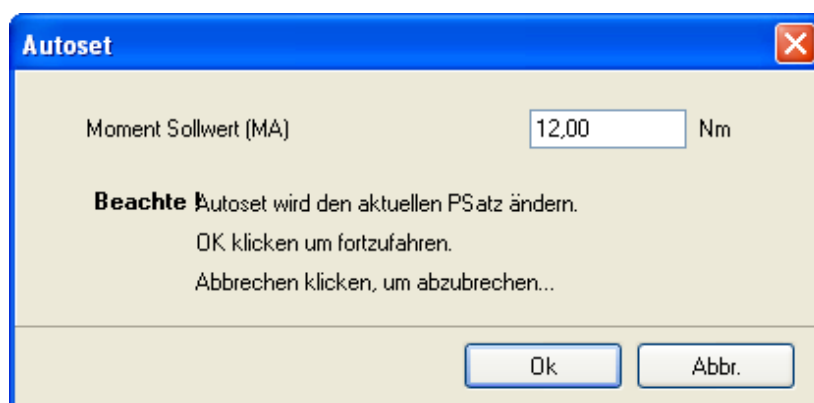 Autoset
Moment Sollwert (MA) 12,00 Nm
Beachte ! Autoset wird den aktuellen PSatz ändern.
OK klicken um fortzufahren.
Abbrechen klicken, um abzubrechen...
Ok Abbr.